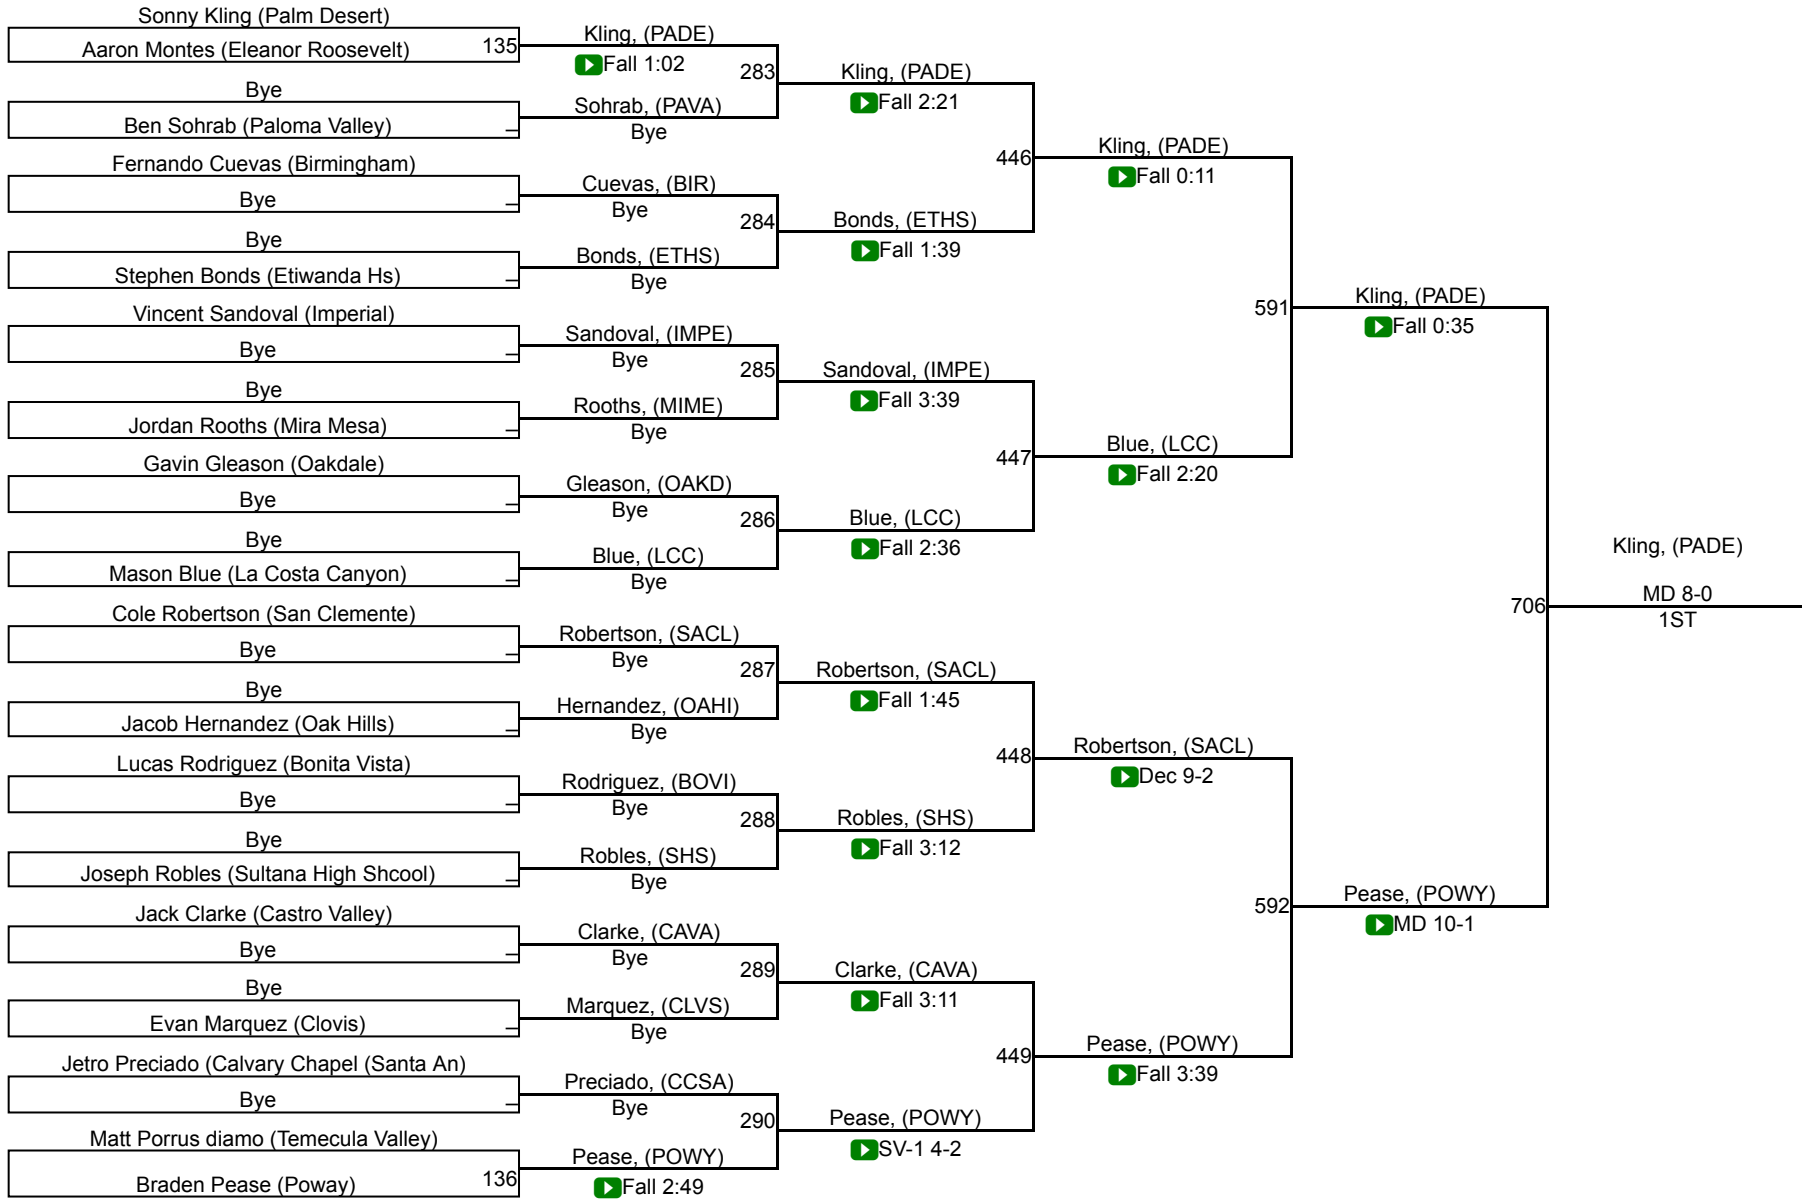 Sonny Kling (Palm Desert)
Aaron Montes (Eleanor Roosevelt) 135
Bye
Ben Sohrab (Paloma Valley) _
Fernando Cuevas (Birmingham)
Bye _
Bye
Stephen Bonds (Etiwanda Hs) _
Vincent Sandoval (Imperial)
Bye _
Bye
Jordan Rooths (Mira Mesa) _
Gavin Gleason (Oakdale)
Bye _
Bye
Mason Blue (La Costa Canyon) _
Cole Robertson (San Clemente)
Bye _
Bye
Jacob Hernandez (Oak Hills) _
Lucas Rodriguez (Bonita Vista)
Bye _
Bye
Joseph Robles (Sultana High Shcool) _
Jack Clarke (Castro Valley)
Bye _
Bye
Evan Marquez (Clovis) _
Jetro Preciado (Calvary Chapel (Santa An)
Bye _
Matt Porrus diamo (Temecula Valley)
Braden Pease (Poway) 136
Kling, (PADE)
Fall 1:02
283
Sohrab, (PAVA)
Bye
Cuevas, (BIR)
Bye
284
Bonds, (ETHS)
Bye
Sandoval, (IMPE)
Bye
285
Rooths, (MIME)
Bye
Gleason, (OAKD)
Bye
286
Blue, (LCC)
Bye
Robertson, (SACL)
Bye
287
Hernandez, (OAHI)
Bye
Rodriguez, (BOVI)
Bye
288
Robles, (SHS)
Bye
Clarke, (CAVA)
Bye
289
Marquez, (CLVS)
Bye
Preciado, (CCSA)
Bye
290
Pease, (POWY)
Fall 2:49
Kling, (PADE)
Fall 2:21
446
Bonds, (ETHS)
Fall 1:39
Sandoval, (IMPE)
Fall 3:39
447
Blue, (LCC)
Fall 2:36
Robertson, (SACL)
Fall 1:45
448
Robles, (SHS)
Fall 3:12
Clarke, (CAVA)
Fall 3:11
449
Pease, (POWY)
SV-1 4-2
Kling, (PADE)
Fall 0:11
591
Blue, (LCC)
Fall 2:20
Robertson, (SACL)
Dec 9-2
592
Pease, (POWY)
Fall 3:39
Kling, (PADE)
Fall 0:35
706
Pease, (POWY)
MD 10-1
Kling, (PADE)
MD 8-0
1ST